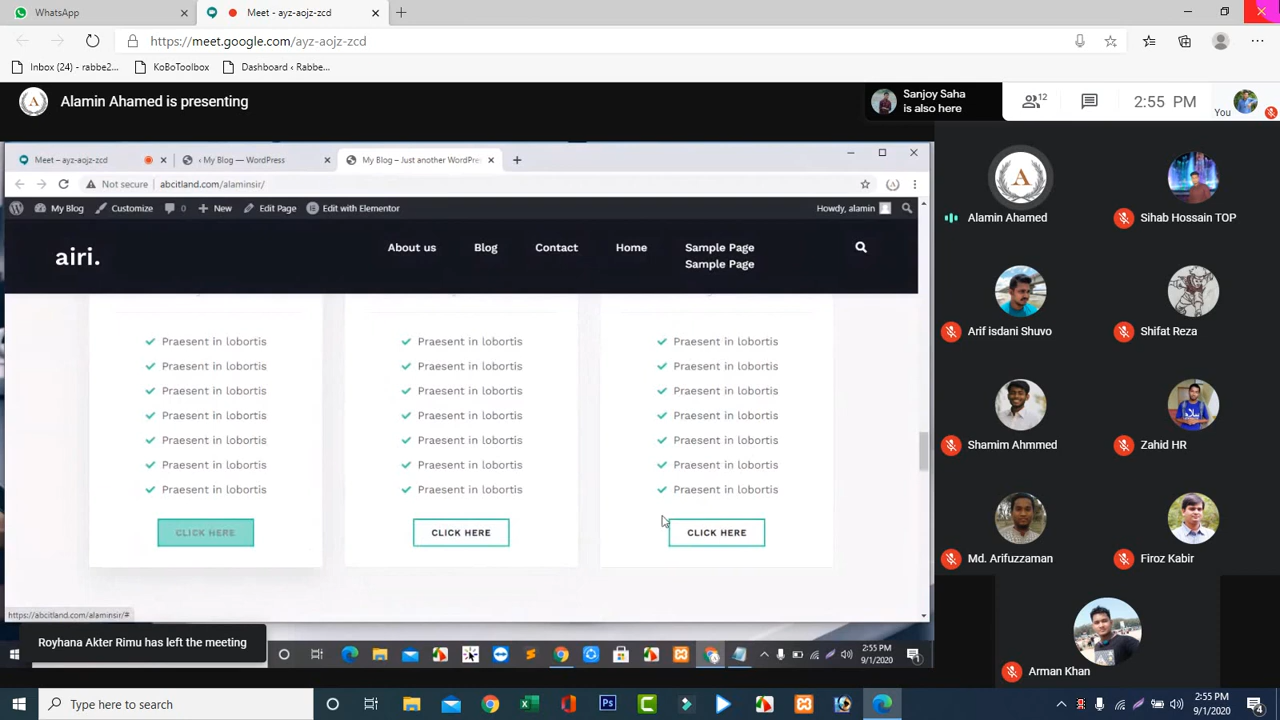 WhatsApp
Meet - ayz-aojz-zcd
https://meet.google.com/ayz-aojz-zcd
Inbox (24) - rabbe2...
KoBoToolbox
Dashboard ‹ Rabbe...
Alamin Ahamed is presenting
Sanjoy Saha
is also here
12
2:55 PM
You
Meet – ayz-aojz-zcd
‹ My Blog — WordPress
My Blog – Just another WordPre
Not secure
abcitland.com/alaminsir/
My Blog
Customize
0
New
Edit Page
Edit with Elementor
Howdy, alamin
airi.
About us
Blog
Contact
Home
Sample Page
Sample Page
Praesent in lobortis Praesent in lobortis Praesent in lobortis
Praesent in lobortis Praesent in lobortis Praesent in lobortis
Praesent in lobortis Praesent in lobortis Praesent in lobortis
Praesent in lobortis Praesent in lobortis Praesent in lobortis
Praesent in lobortis Praesent in lobortis Praesent in lobortis
Praesent in lobortis Praesent in lobortis Praesent in lobortis
Praesent in lobortis Praesent in lobortis Praesent in lobortis
CLICK HERE CLICK HERE CLICK HERE
https://abcitland.com/alaminsir/#
Royhana Akter Rimu has left the meeting
2:55 PM
9/1/2020
1
Alamin Ahamed
Sihab Hossain TOP
Arif isdani Shuvo
Shifat Reza
Shamim Ahmmed
Zahid HR
Md. Arifuzzaman
Firoz Kabir
Arman Khan
Type here to search
2:55 PM
9/1/2020
4